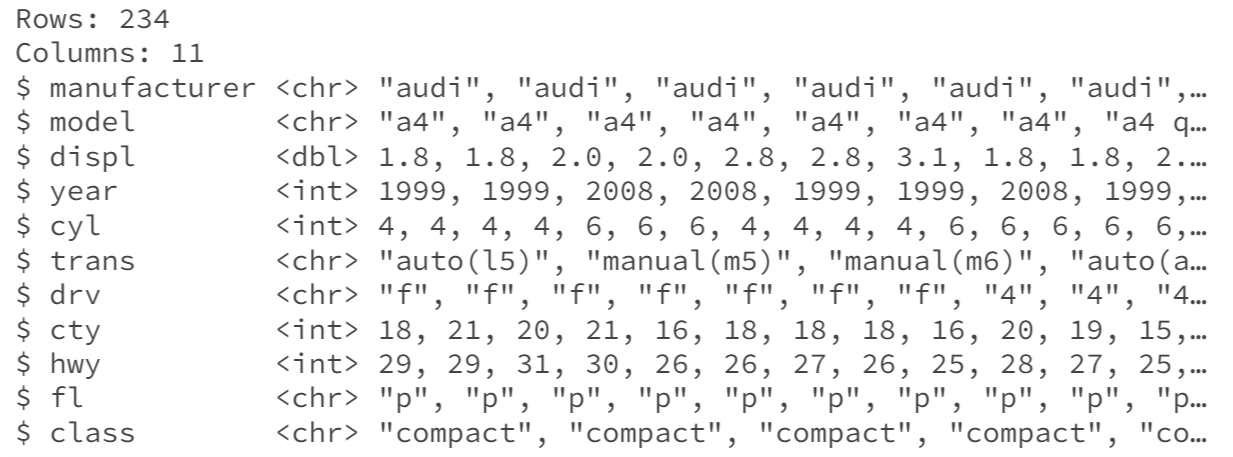 Rows: 234
Columns: 11
$ manufacturer <chr> "audi", "audi", "audi", "audi", "audi", "audi",…
$ model        <chr> "a4", "a4", "a4", "a4", "a4", "a4", "a4", "a4 q…
$ displ        <dbl> 1.8, 1.8, 2.0, 2.0, 2.8, 2.8, 3.1, 1.8, 1.8, 2.…
$ year         <int> 1999, 1999, 2008, 2008, 1999, 1999, 2008, 1999,…
$ cyl          <int> 4, 4, 4, 4, 6, 6, 6, 4, 4, 4, 4, 6, 6, 6, 6, 6,…
$ trans        <chr> "auto(l5)", "manual(m5)", "manual(m6)", "auto(a…
$ drv          <chr> "f", "f", "f", "f", "f", "f", "f", "4", "4", "4…
$ cty          <int> 18, 21, 20, 21, 16, 18, 18, 18, 16, 20, 19, 15,…
$ hwy          <int> 29, 29, 31, 30, 26, 26, 27, 26, 25, 28, 27, 25,…
$ fl           <chr> "p", "p", "p", "p", "p", "p", "p", "p", "p", "p…
$ class        <chr> "compact", "compact", "compact", "compact", "co…